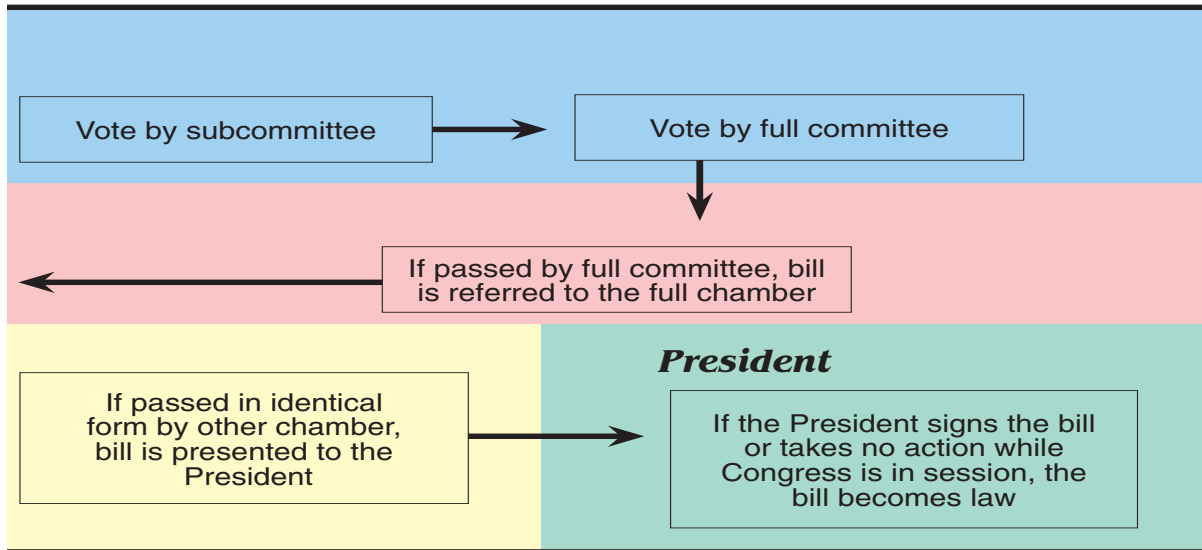 Vote by subcommittee
Vote by full committee
If passed by full committee, bill
is referred to the full chamber
If passed in identical
form by other chamber,
bill is presented to the
President
President
If the President signs the bill
or takes no action while
Congress is in session, the
bill becomes law